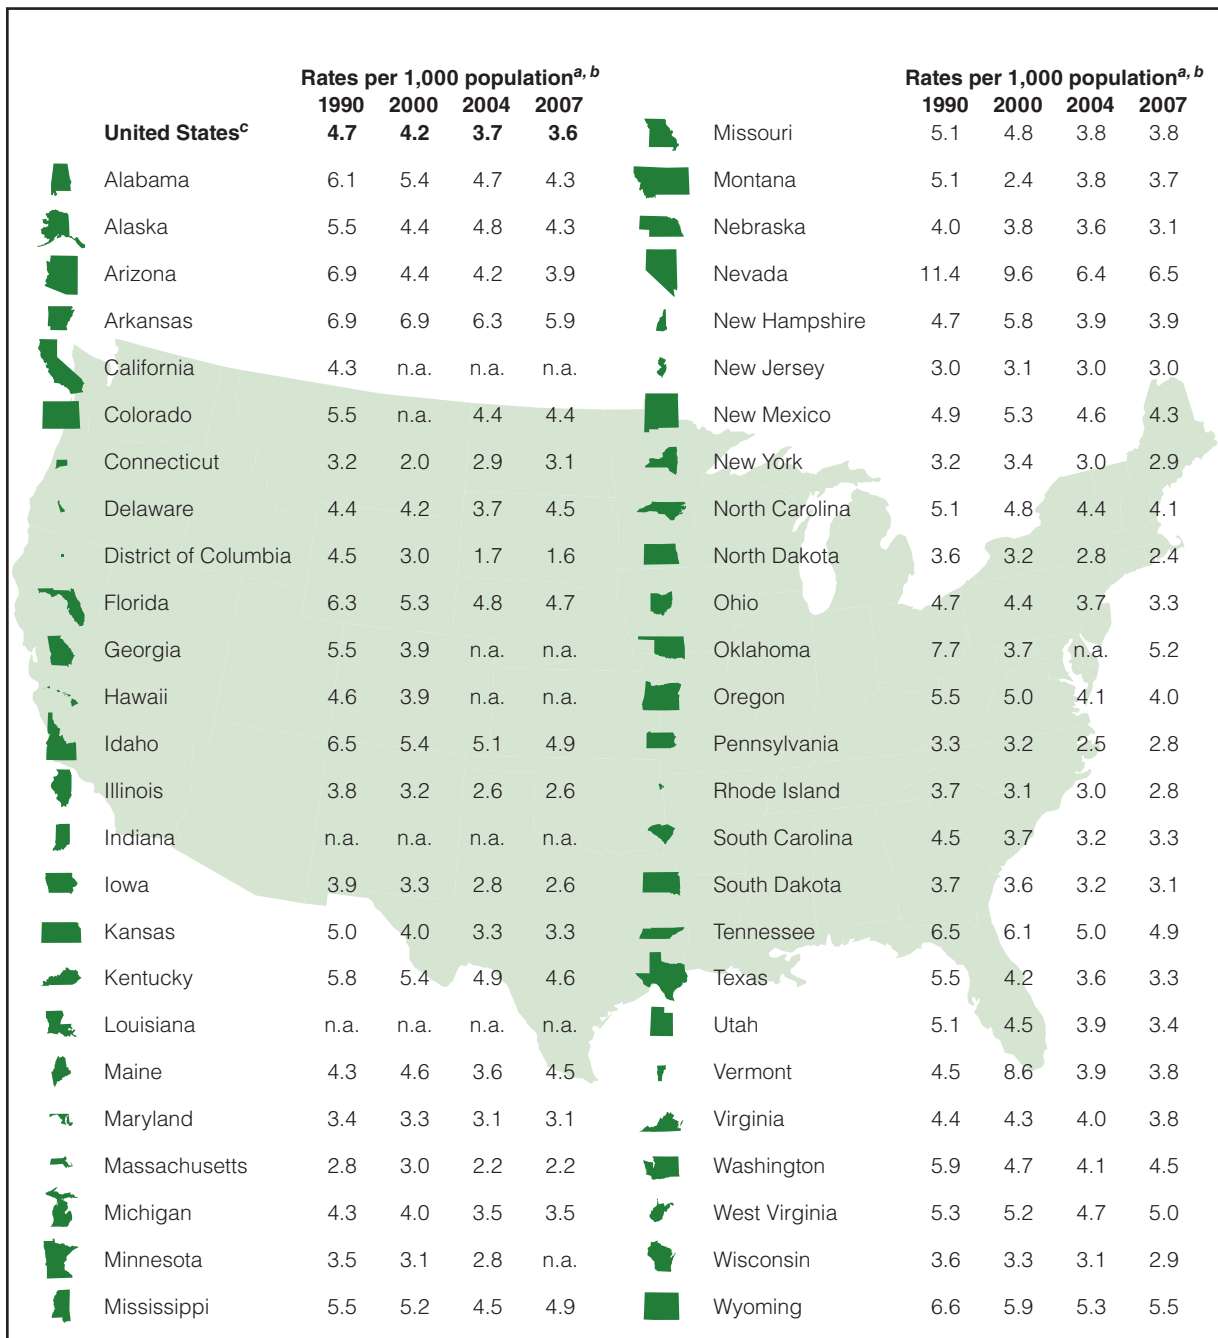 Rates per 1,000 populationa, b
1990 2000 2004 2007
United Statesc 4.7 4.2 3.7 3.6
Alabama 6.1 5.4 4.7 4.3
Alaska 5.5 4.4 4.8 4.3
Arizona 6.9 4.4 4.2 3.9
Arkansas 6.9 6.9 6.3 5.9
California 4.3 n.a. n.a. n.a.
Colorado 5.5 n.a. 4.4 4.4
Connecticut 3.2 2.0 2.9 3.1
Delaware 4.4 4.2 3.7 4.5
District of Columbia 4.5 3.0 1.7 1.6
Florida 6.3 5.3 4.8 4.7
Georgia 5.5 3.9 n.a. n.a.
Hawaii 4.6 3.9 n.a. n.a.
Idaho 6.5 5.4 5.1 4.9
Illinois 3.8 3.2 2.6 2.6
Indiana n.a. n.a. n.a. n.a.
Iowa 3.9 3.3 2.8 2.6
Kansas 5.0 4.0 3.3 3.3
Kentucky 5.8 5.4 4.9 4.6
Louisiana n.a. n.a. n.a. n.a.
Maine 4.3 4.6 3.6 4.5
Maryland 3.4 3.3 3.1 3.1
Massachusetts 2.8 3.0 2.2 2.2
Michigan 4.3 4.0 3.5 3.5
Minnesota 3.5 3.1 2.8 n.a.
Mississippi 5.5 5.2 4.5 4.9
Rates per 1,000 populationa, b
1990 2000 2004 2007
Missouri 5.1 4.8 3.8 3.8
Montana 5.1 2.4 3.8 3.7
Nebraska 4.0 3.8 3.6 3.1
Nevada 11.4 9.6 6.4 6.5
New Hampshire 4.7 5.8 3.9 3.9
New Jersey 3.0 3.1 3.0 3.0
New Mexico 4.9 5.3 4.6 4.3
New York 3.2 3.4 3.0 2.9
North Carolina 5.1 4.8 4.4 4.1
North Dakota 3.6 3.2 2.8 2.4
Ohio 4.7 4.4 3.7 3.3
Oklahoma 7.7 3.7 n.a. 5.2
Oregon 5.5 5.0 4.1 4.0
Pennsylvania 3.3 3.2 2.5 2.8
Rhode Island 3.7 3.1 3.0 2.8
South Carolina 4.5 3.7 3.2 3.3
South Dakota 3.7 3.6 3.2 3.1
Tennessee 6.5 6.1 5.0 4.9
Texas 5.5 4.2 3.6 3.3
Utah 5.1 4.5 3.9 3.4
Vermont 4.5 8.6 3.9 3.8
Virginia 4.4 4.3 4.0 3.8
Washington 5.9 4.7 4.1 4.5
West Virginia 5.3 5.2 4.7 5.0
Wisconsin 3.6 3.3 3.1 2.9
Wyoming 6.6 5.9 5.3 5.5